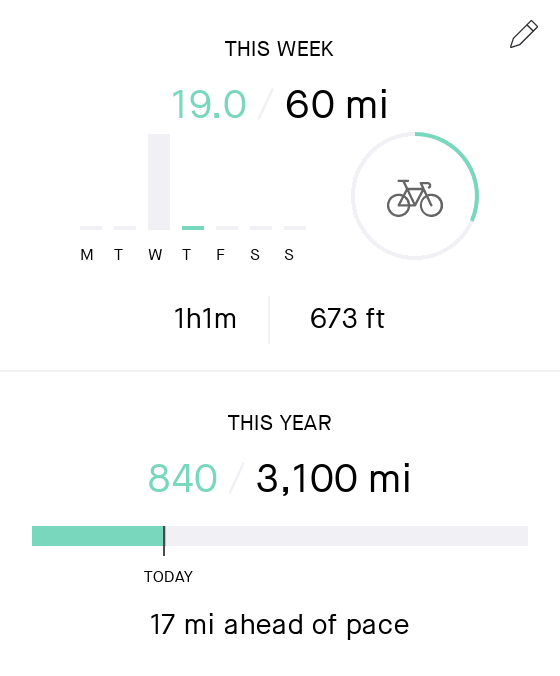 THIS WEEK
19.0 / 60 mi
M T W T F S S
1h1m 673 ft
THIS YEAR
840 / 3,100 mi
TODAY
17 mi ahead of pace